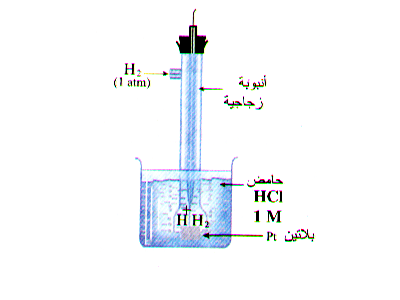 H₂
(1 atm)
أنبوبة
زجاجية
حامض
HCl
1 M
+
H H₂
Pt بلاتين